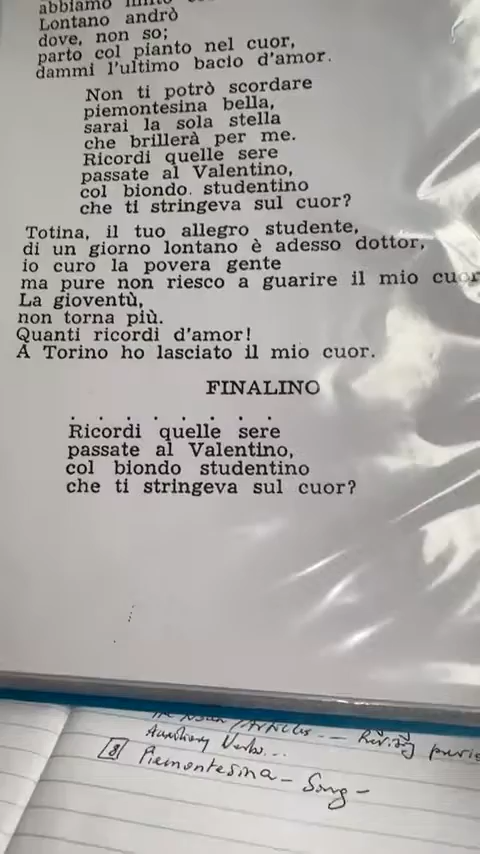 abbiamo
Lontano andrò
dove, non so;
parto col pianto nel cuor,
dammi l'ultimo bacio d'amor.
Non ti potrò scordare
piemontesina bella,
sarai la sola stella
che brillerà per me.
Ricordi quelle sere
passate al Valentino,
col biondo. studentino
che ti stringeva sul cuor?
Totina, il tuo allegro studente,
di un giorno lontano è adesso dottor,
io curo la povera gente
ma pure non riesco a guarire il mio cuor
La gioventù,
non torna più.
Quanti ricordi d'amor!
A Torino ho lasciato il mio cuor.
FINALINO
. . . . . . . .
Ricordi quelle sere
passate al Valentino,
col biondo studentino
che ti stringeva sul cuor?
Auxiliary Verbs...
8 Piemontesina - Song -